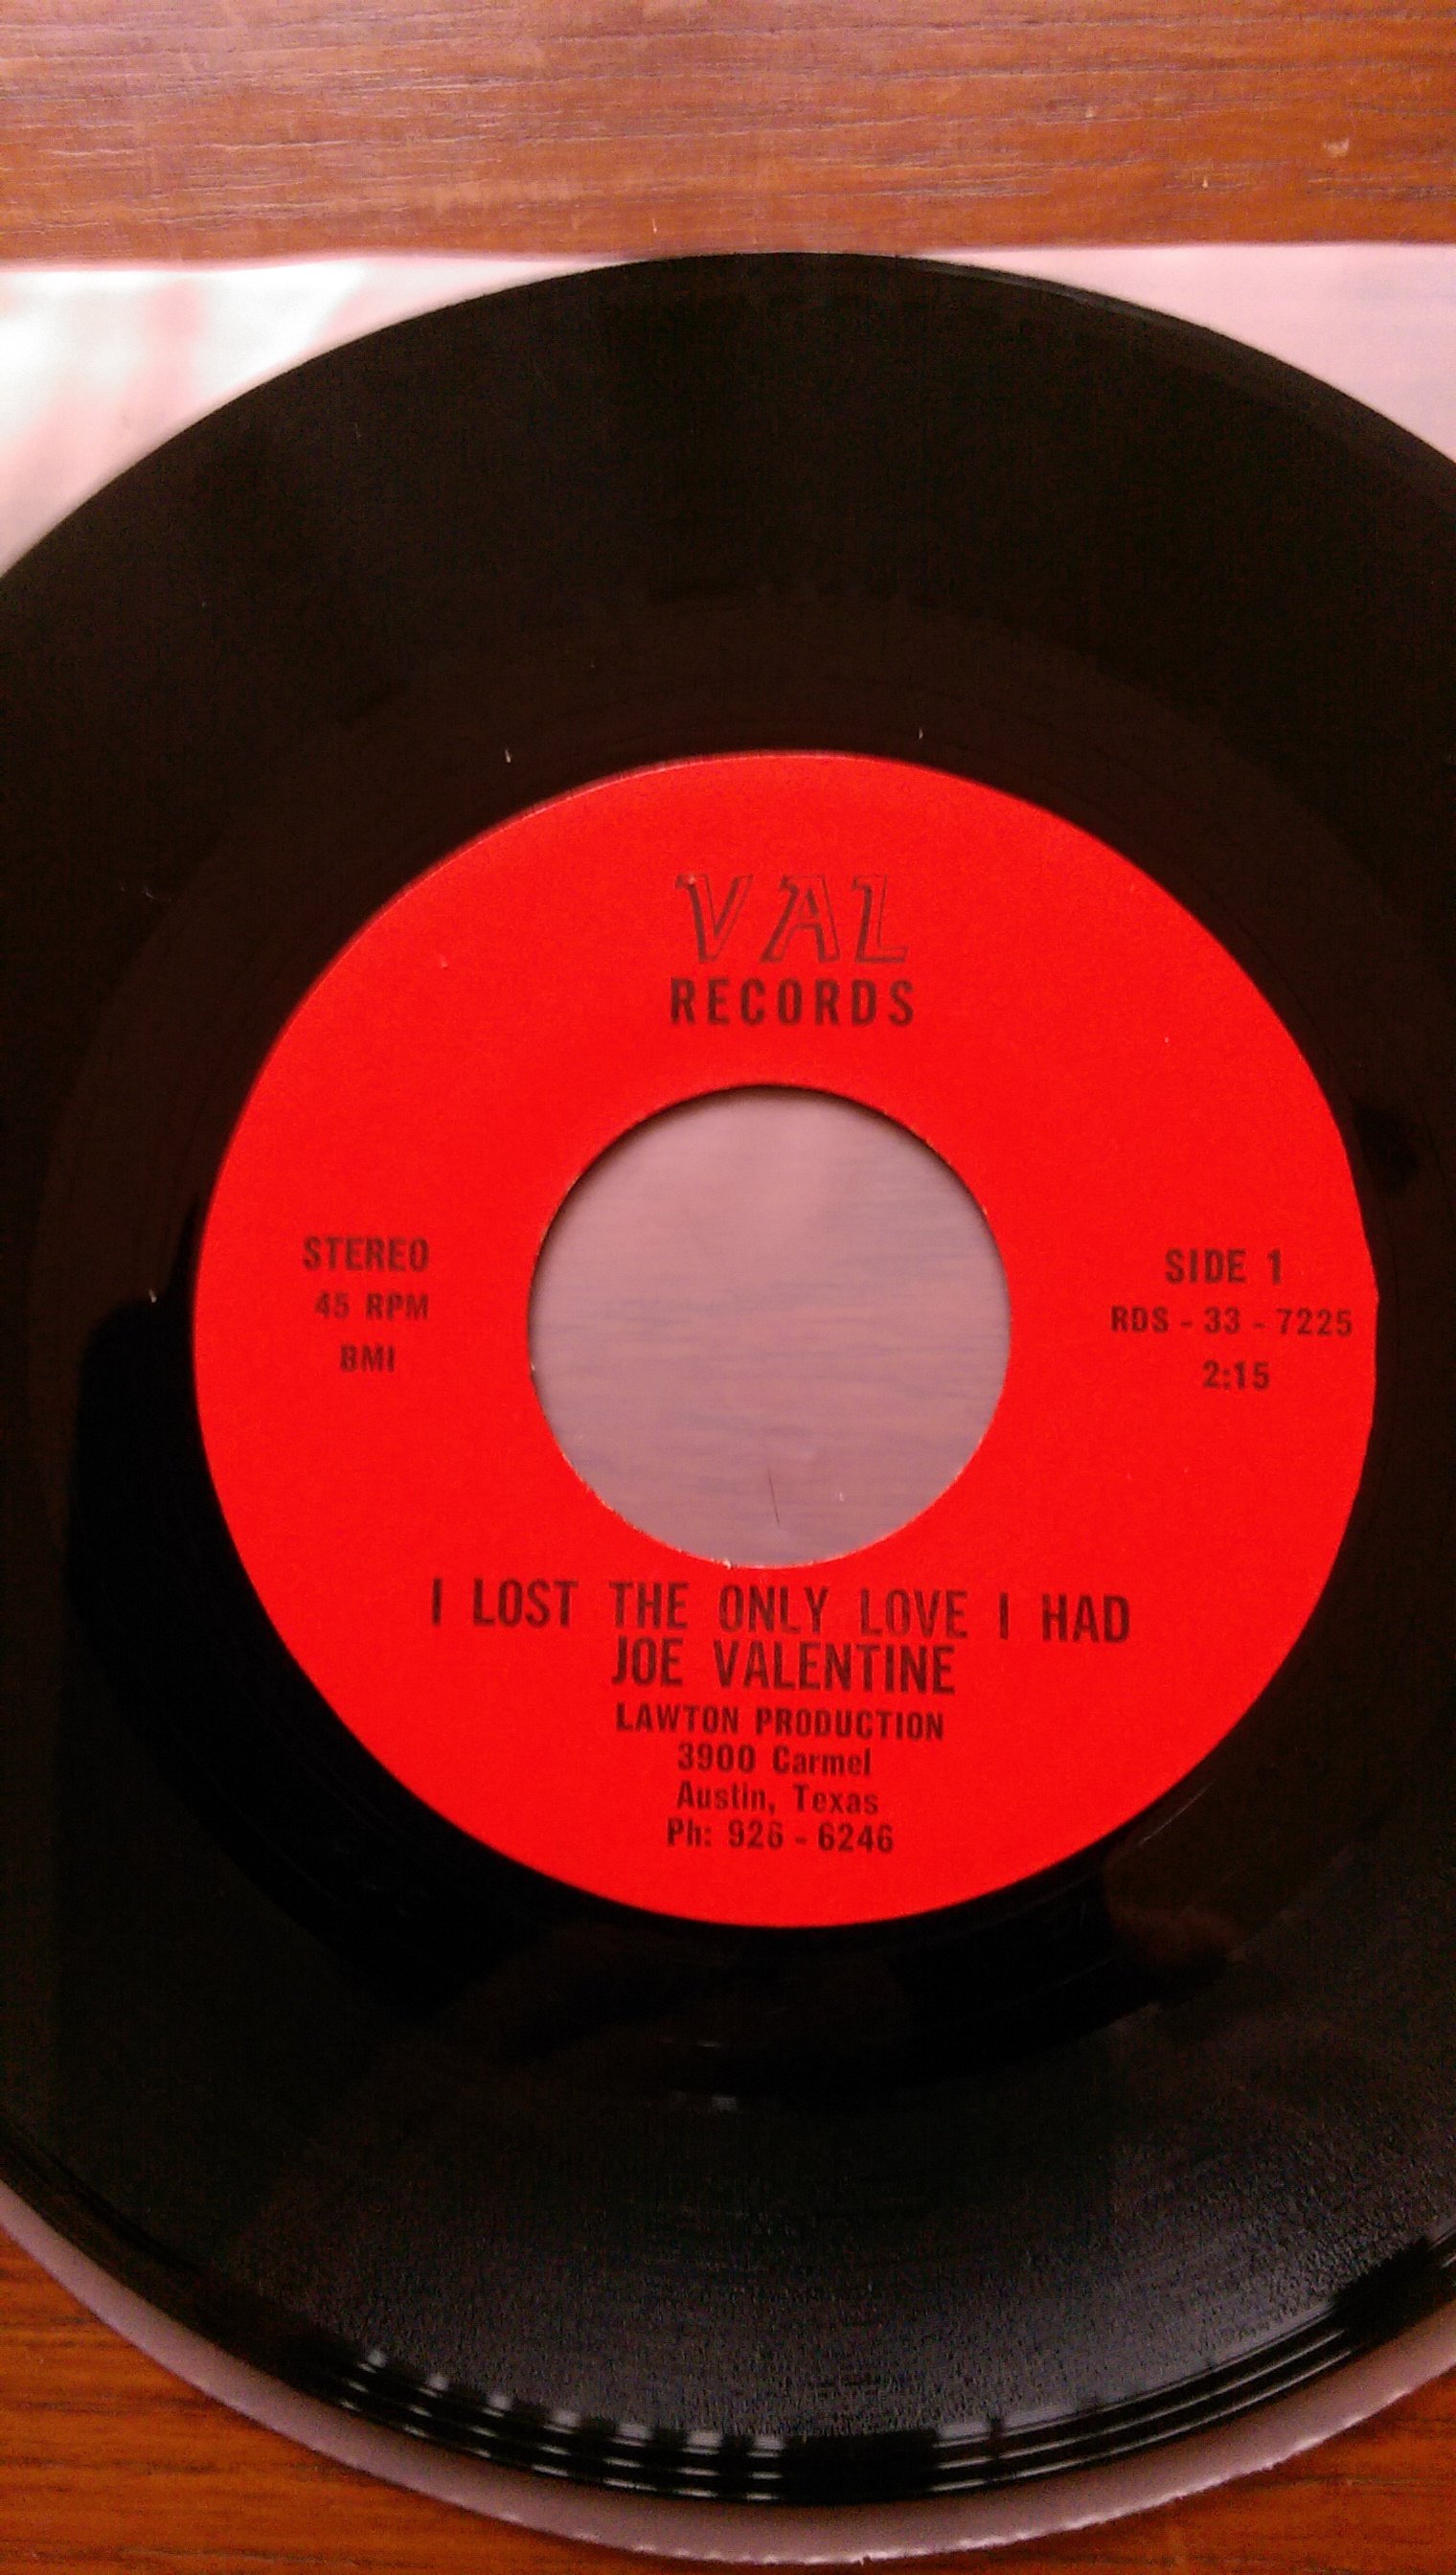 VAL
RECORDS
STEREO
45 RPM
BMI
SIDE 1
RDS - 33 - 7225
2:15
I LOST THE ONLY LOVE I HAD
JOE VALENTINE
LAWTON PRODUCTION
3900 Carmel
Austin, Texas
Ph: 926 - 6246